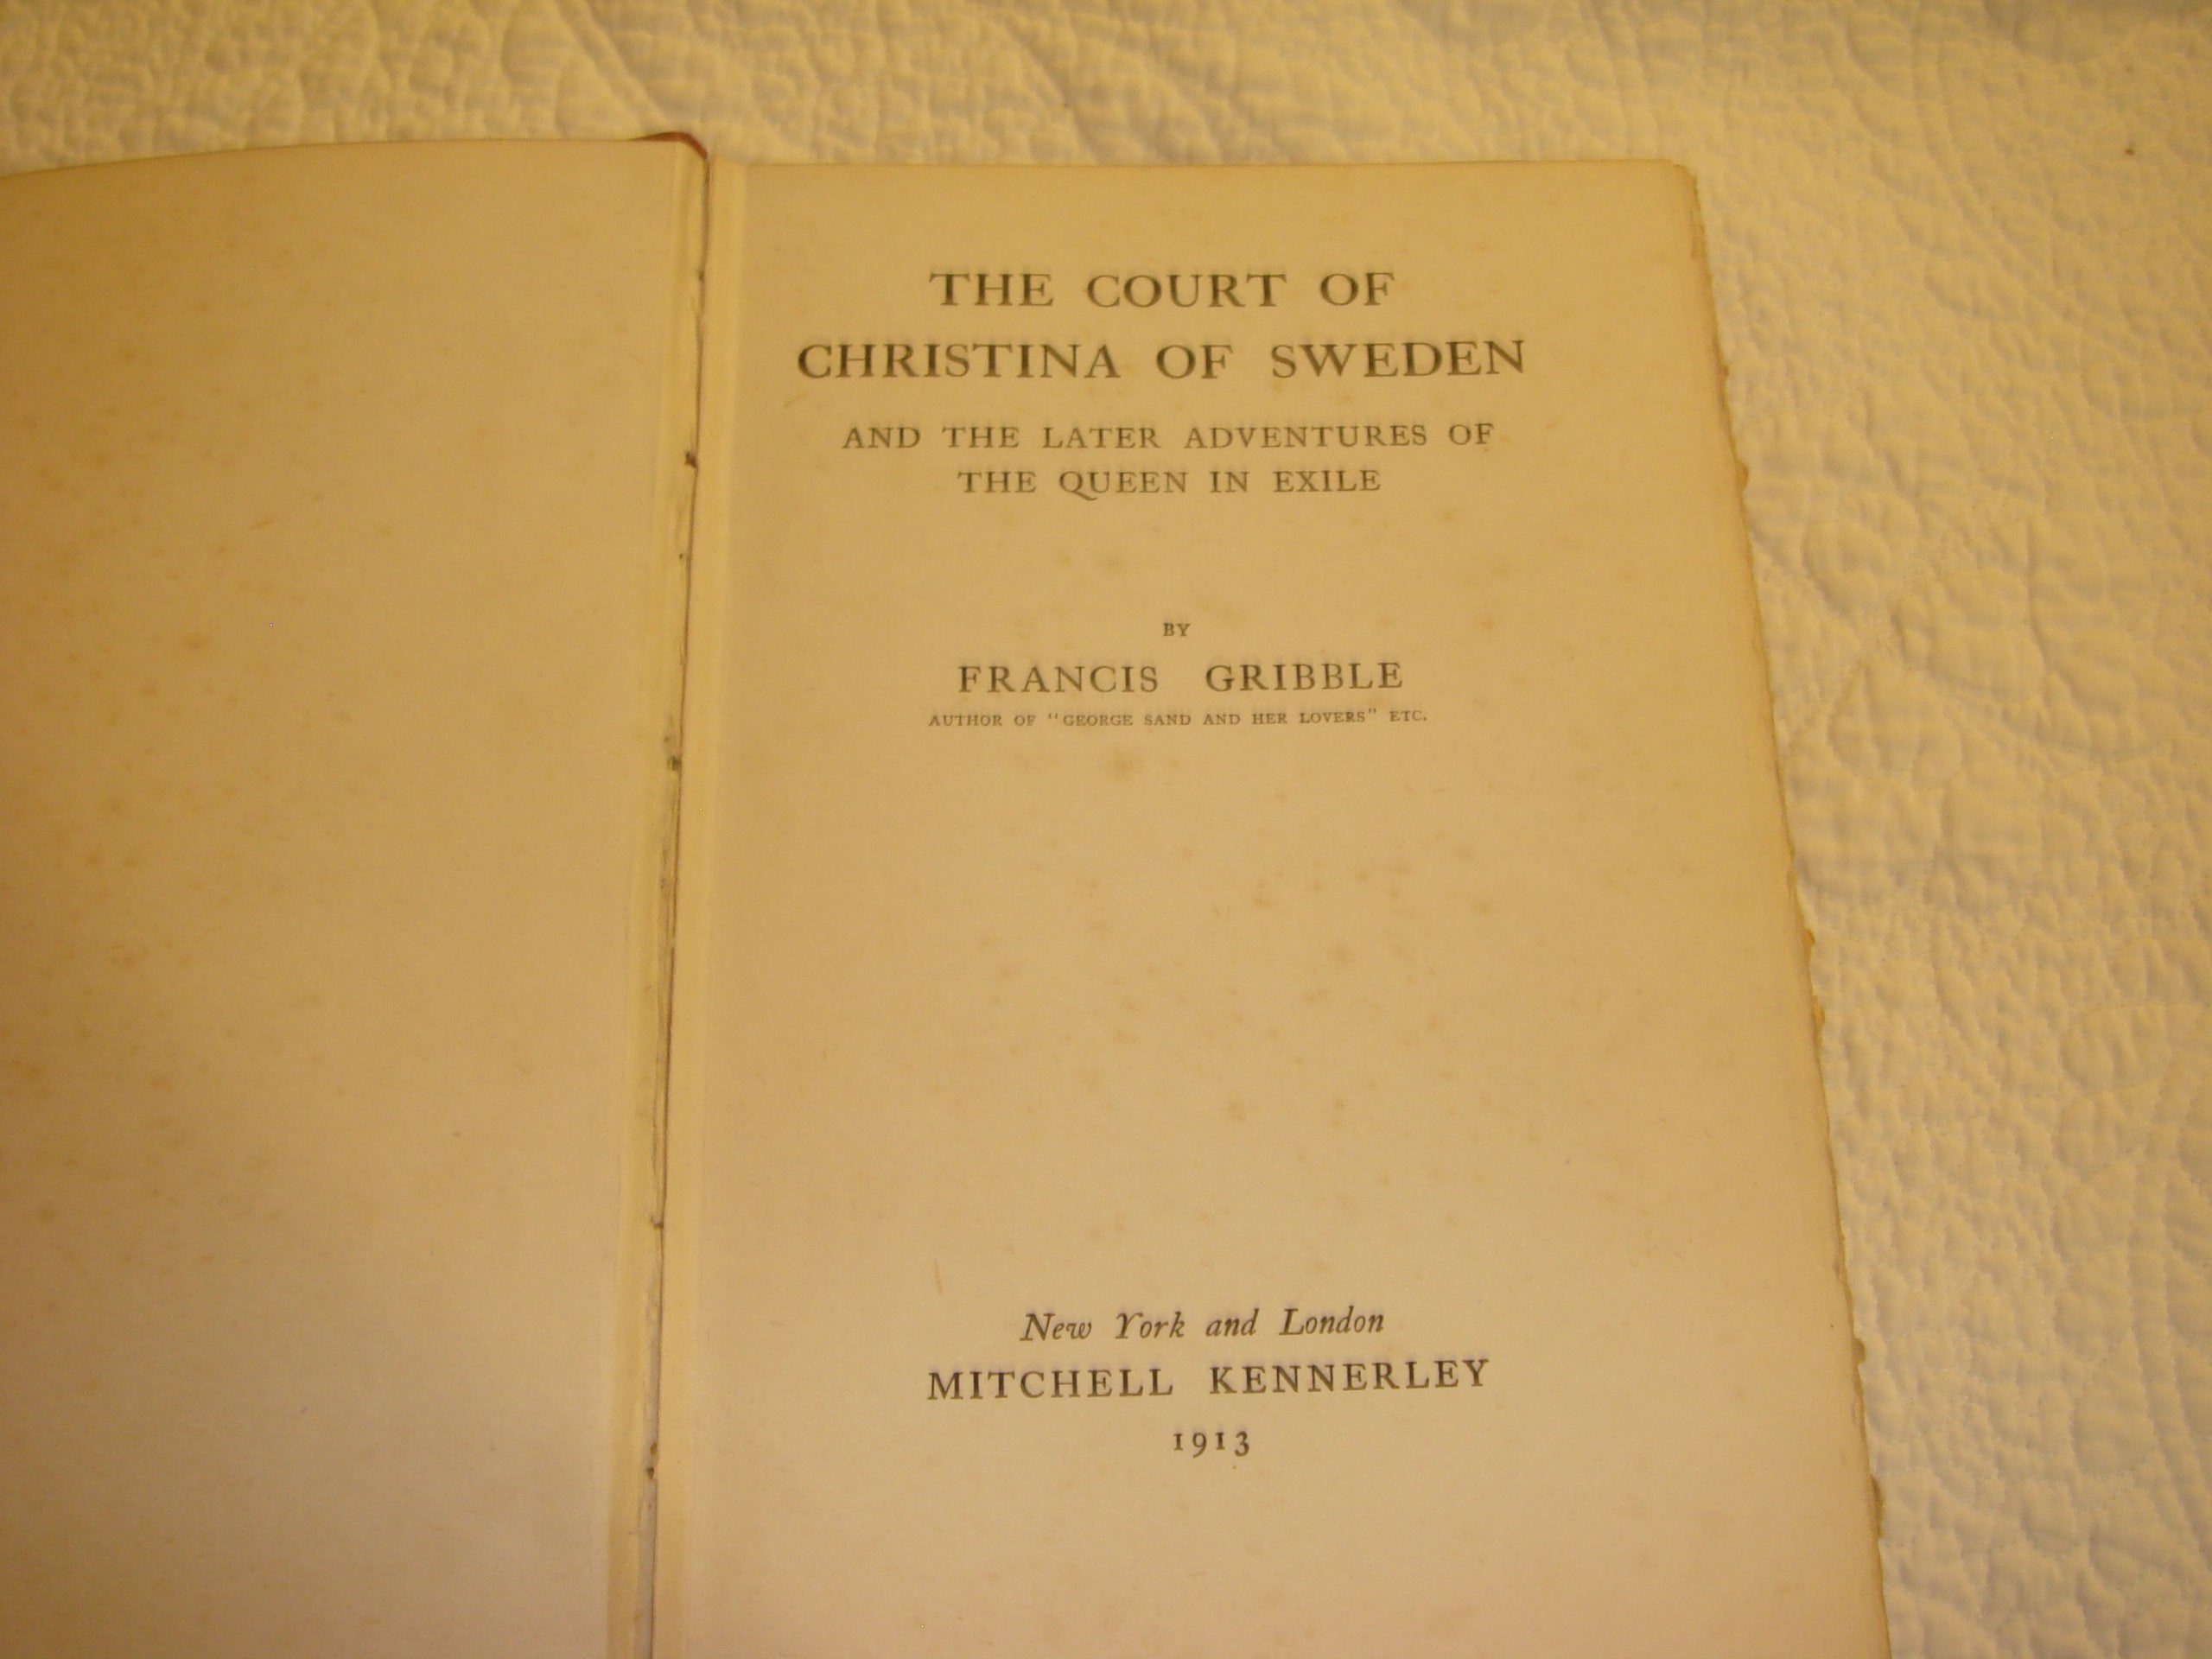 THE COURT OF
CHRISTINA OF SWEDEN
AND THE LATER ADVENTURES OF
THE QUEEN IN EXILE
BY
FRANCIS GRIBBLE
AUTHOR OF "GEORGE SAND AND HER LOVERS" ETC.
New York and London
MITCHELL KENNERLEY
1913